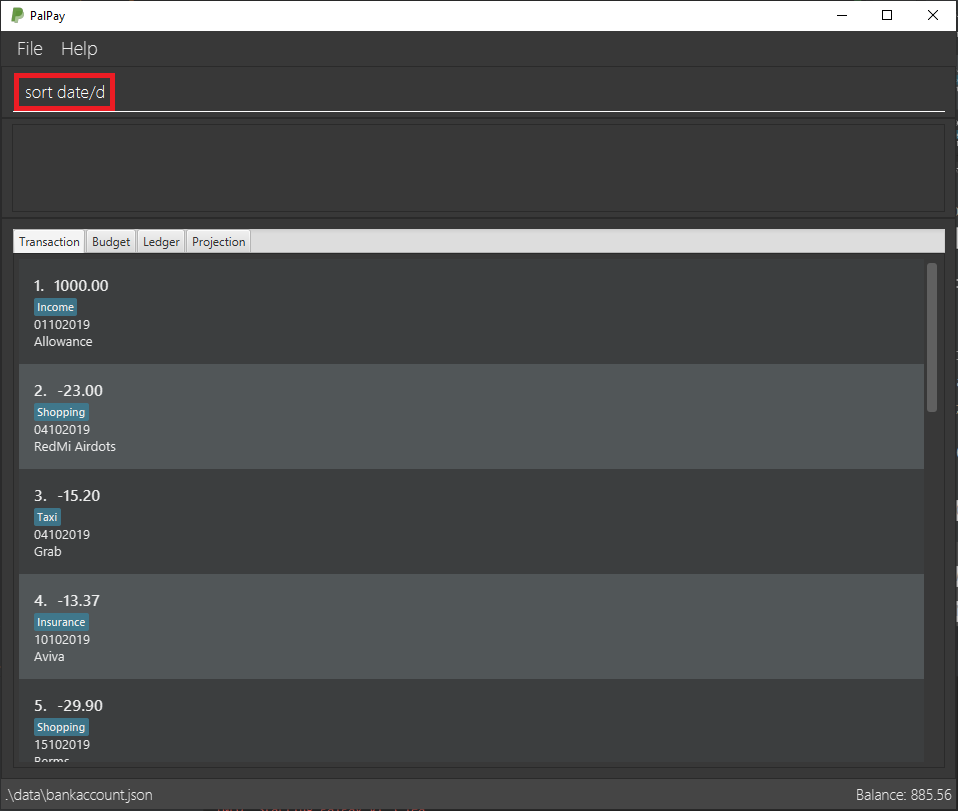 PalPay
File Help
sort date/d
Transaction Budget Ledger Projection
1. 1000.00
Income
01102019
Allowance
2. -23.00
Shopping
04102019
RedMi Airdots
3. -15.20
Taxi
04102019
Grab
4. -13.37
Insurance
10102019
Aviva
5. -29.90
Shopping
15102019
.\data\bankaccount.json Balance: 885.56